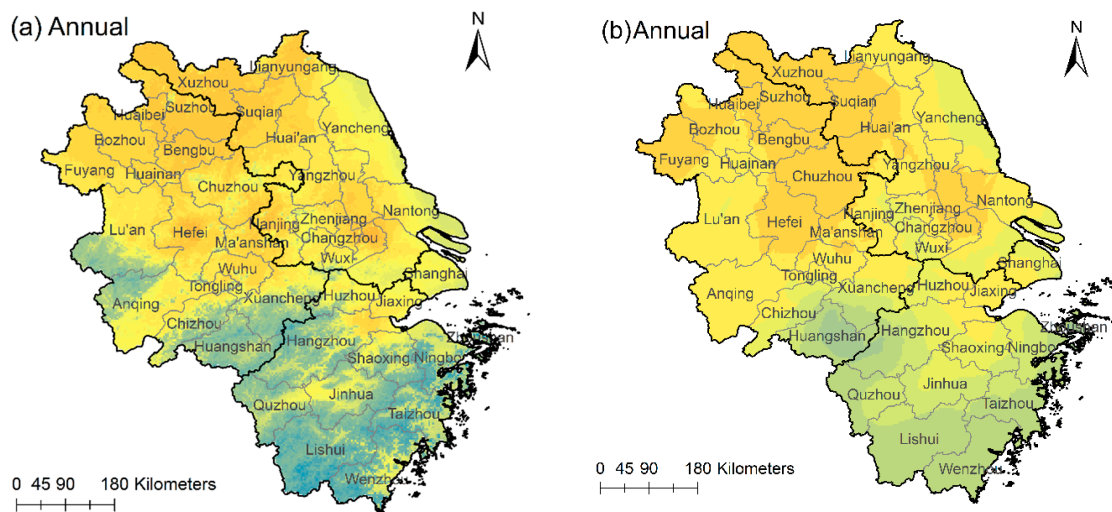 (a) Annual
N
Lianyungang
Xuzhou
Huaibei
Suzhou
Suqian
Bozhou
Huai'an
Yancheng
Bengbu
Fuyang
Huainan
Chuzhou
Yangzhou
Lu'an
Hefei
Nanjing
Zhenjiang
Nantong
Ma'anshan
Changzhou
Wuxi
Wuhu
Shanghai
Tongling
Anqing
Xuancheng
Huzhou
Jiaxing
Chizhou
Huangshan
Hangzhou
Zhoushan
Shaoxing
Ningbo
Quzhou
Jinhua
Taizhou
Lishui
Wenzhou
0 45 90 180 Kilometers
(b)Annual
N
Lianyungang
Xuzhou
Huaibei
Suzhou
Suqian
Bozhou
Huai'an
Yancheng
Bengbu
Fuyang
Huainan
Yangzhou
Chuzhou
Lu'an
Hefei
Nanjing
Zhenjiang
Nantong
Ma'anshan
Changzhou
Wuxi
Wuhu
Shanghai
Tongling
Anqing
Xuancheng
Huzhou
Jiaxing
Chizhou
Huangshan
Hangzhou
Zhoushan
Shaoxing
Ningbo
Quzhou
Jinhua
Taizhou
Lishui
Wenzhou
0 45 90 180 Kilometers